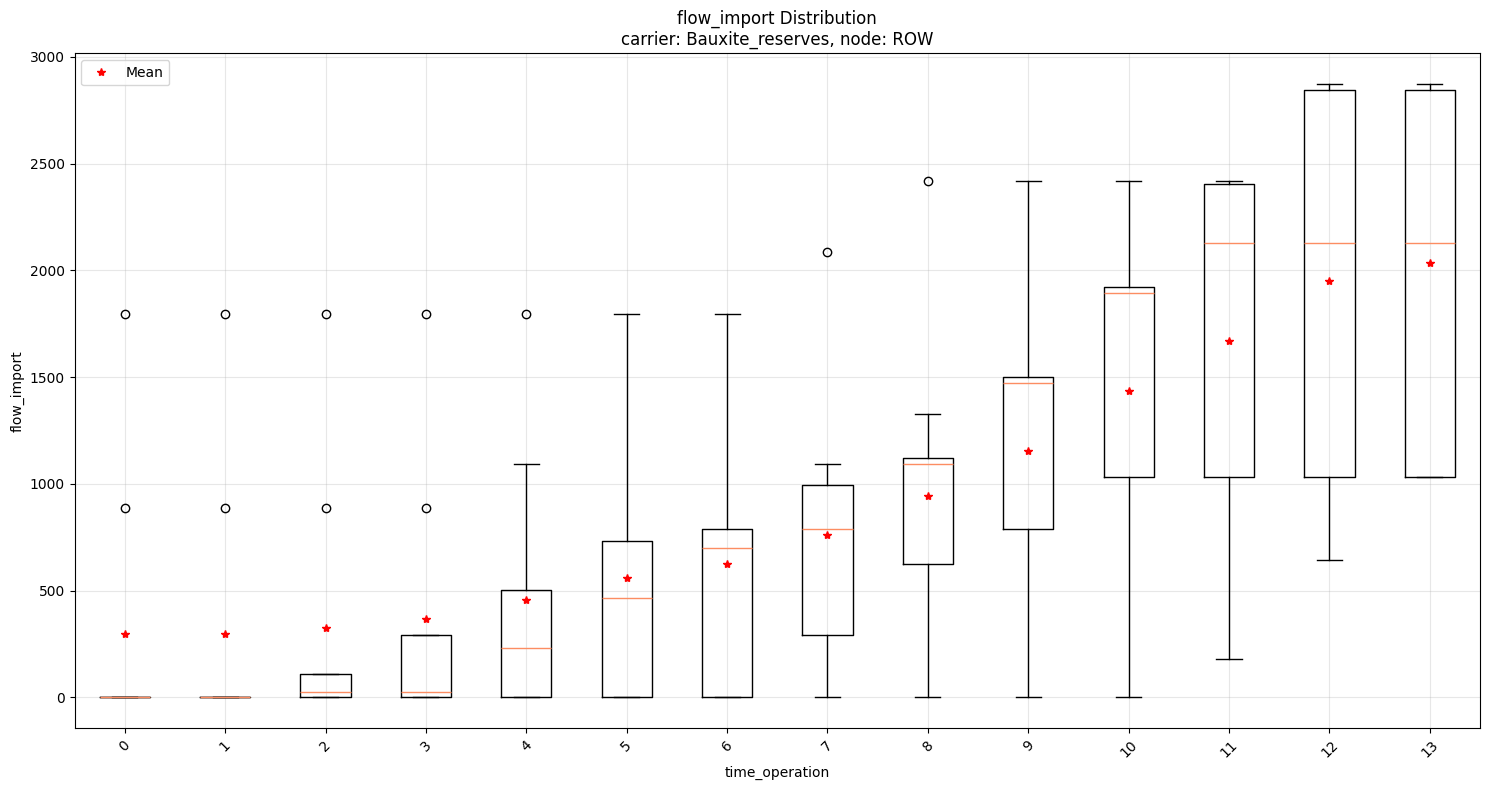 flow_import Distribution
carrier: Bauxite_reserves, node: ROW
Mean
3000
2500
2000
1500
1000
500
0
flow_import
0 1 2 3 4 5 6 7 8 9 10 11 12 13
time_operation